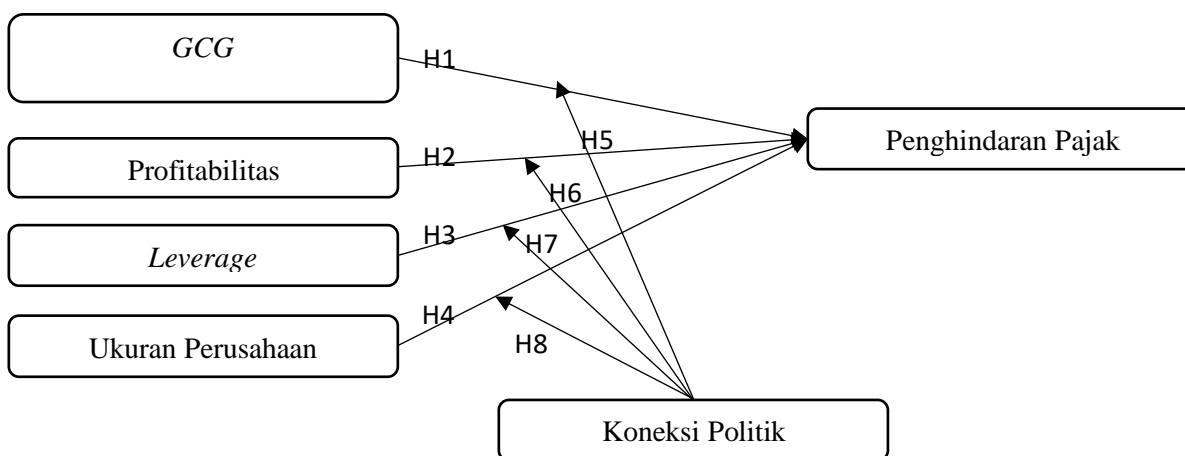 GCG
H1
Penghindaran Pajak
H5
Profitabilitas
H2
H6
Leverage
H3
H7
Ukuran Perusahaan
H4
H8
Koneksi Politik